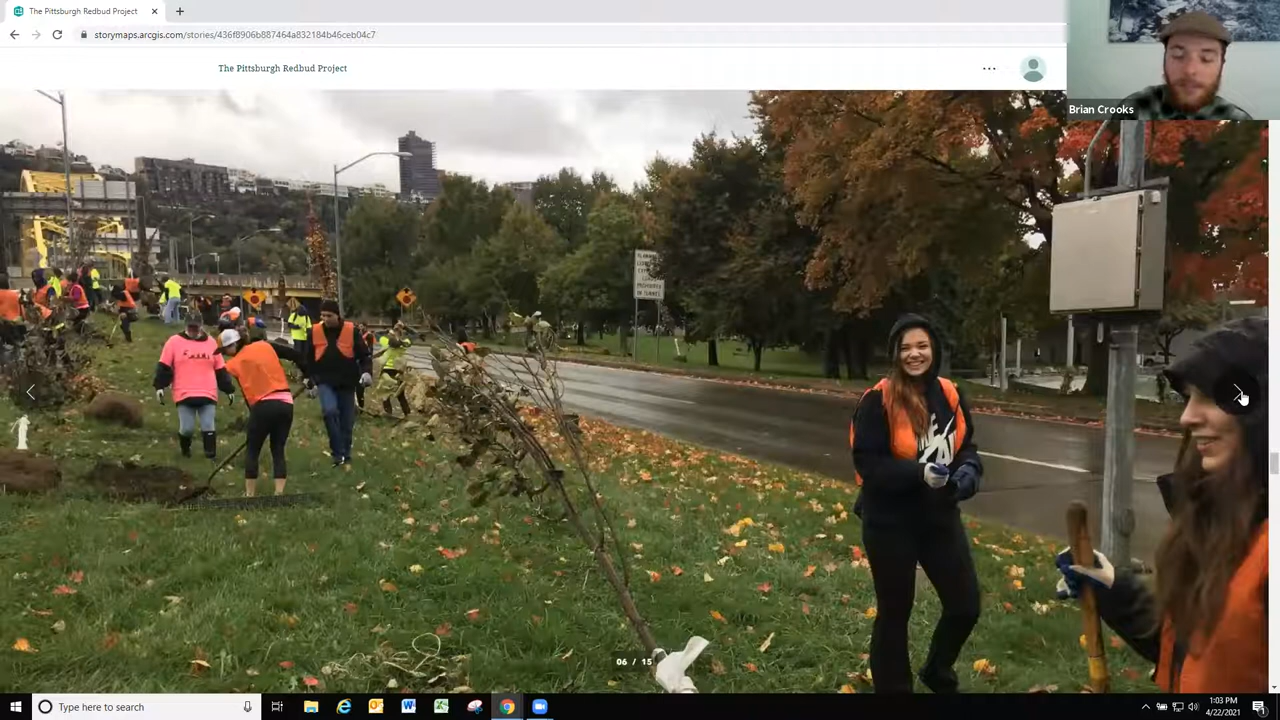 The Pittsburgh Redbud Project
storymaps.arcgis.com/stories/436f8906b887464a832184b46ceb04c7
The Pittsburgh Redbud Project
Brian Crooks
06 / 15
Type here to search
1:03 PM
4/22/2021